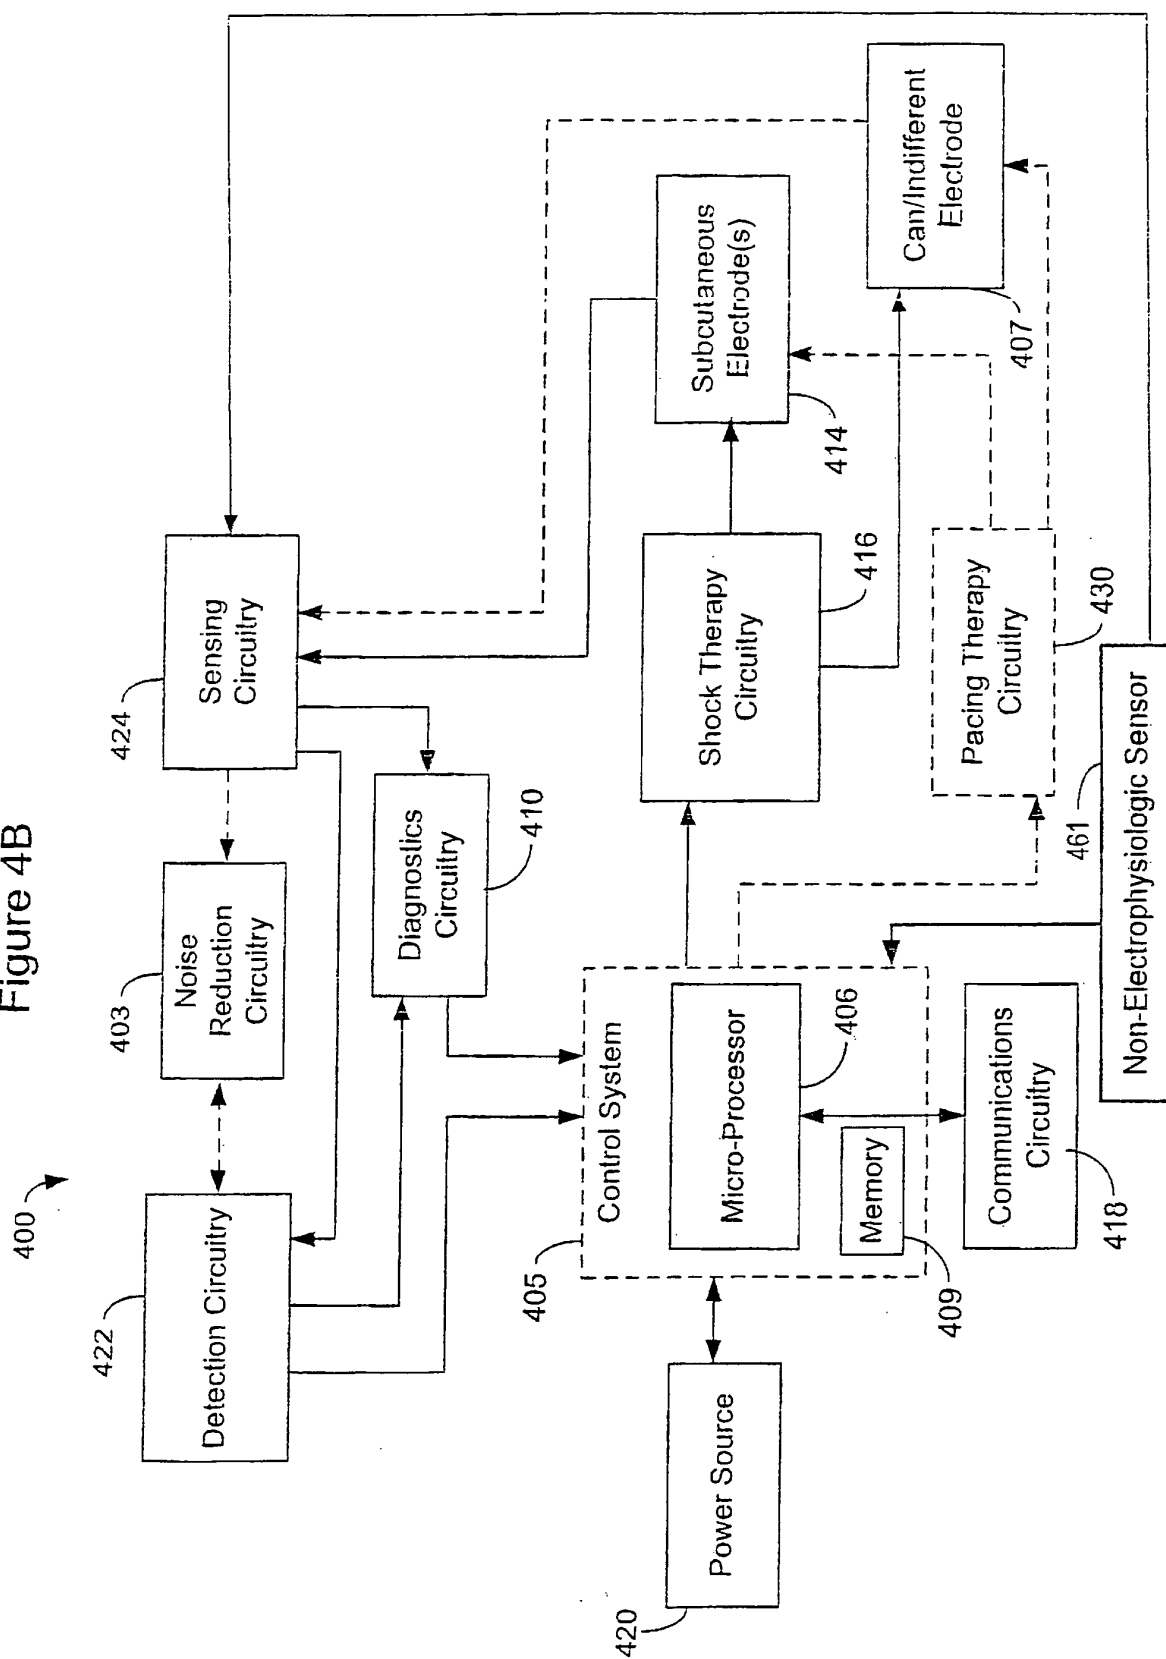 Figure 4B
400
422
Detection Circuitry
403
Noise
Reduction
Circuitry
424
Sensing
Circuitry
Diagnostics
Circuitry
410
405
Control System
Micro-Processor
406
Memory
409
420
Power Source
Communications
Circuitry
418
Shock Therapy
Circuitry
416
Subcutaneous
Electrode(s)
414
Can/Indifferent
Electrode
407
Pacing Therapy
Circuitry
430
461
Non-Electrophysiologic Sensor